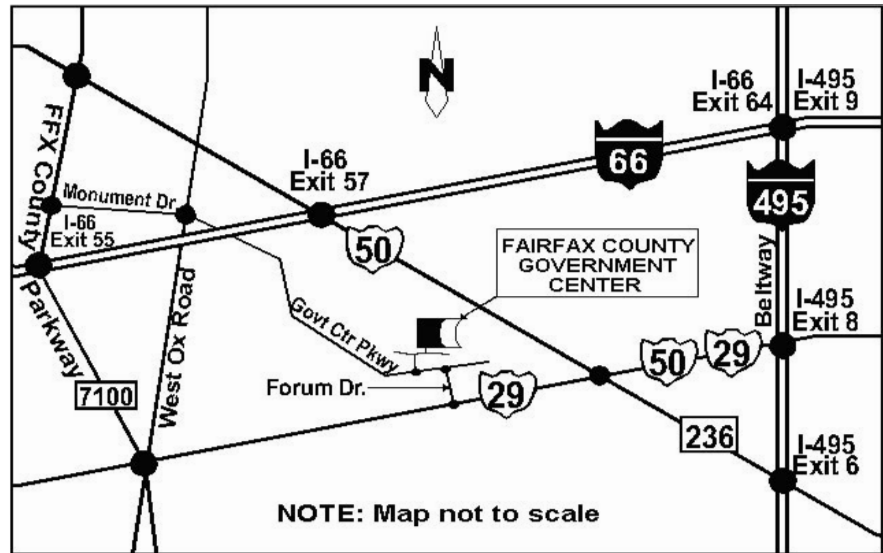 N
I-66
Exit 64
I-495
Exit 9
66
495
FFX County
Parkway
Monument Dr
I-66
Exit 55
I-66
Exit 57
50
FAIRFAX COUNTY
GOVERNMENT
CENTER
Beltway
I-495
Exit 8
West Ox Road
Govt Ctr Pkwy
50
29
Forum Dr.
29
7100
236
I-495
Exit 6
NOTE: Map not to scale